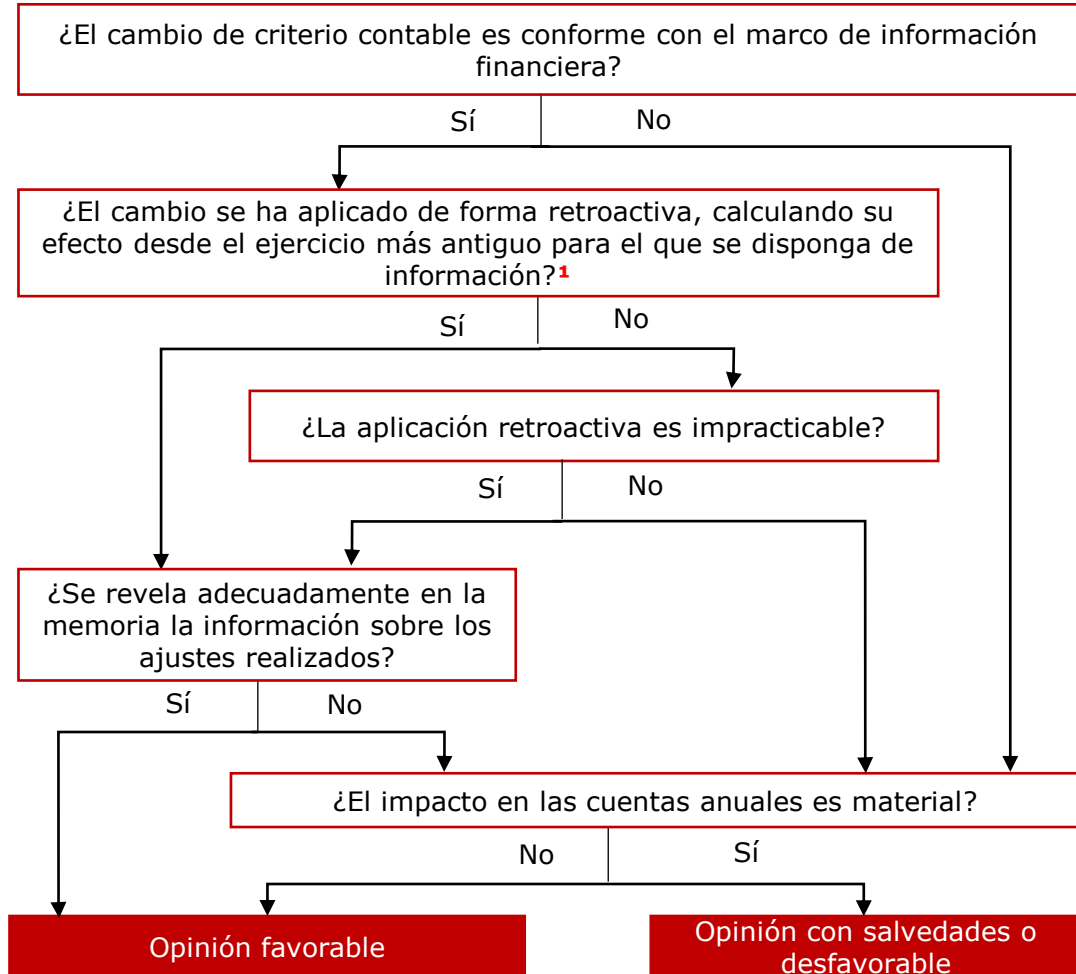 ¿El cambio de criterio contable es conforme con el marco de información
financiera?
Sí
No
¿El cambio se ha aplicado de forma retroactiva, calculando su
efecto desde el ejercicio más antiguo para el que se disponga de
información?¹
Sí
No
¿La aplicación retroactiva es impracticable?
Sí
No
¿Se revela adecuadamente en la
memoria la información sobre los
ajustes realizados?
Sí
No
¿El impacto en las cuentas anuales es material?
No
Sí
Opinión favorable
Opinión con salvedades o
desfavorable